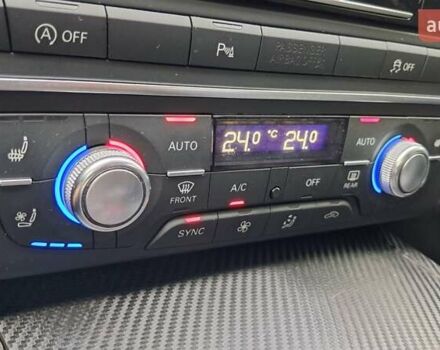 OFF
P
PASSENGER
AIRBAG OFF
OFF
AUTO
24.0 °C 24.0
AUTO
FRONT
A/C
OFF
REAR
SYNC